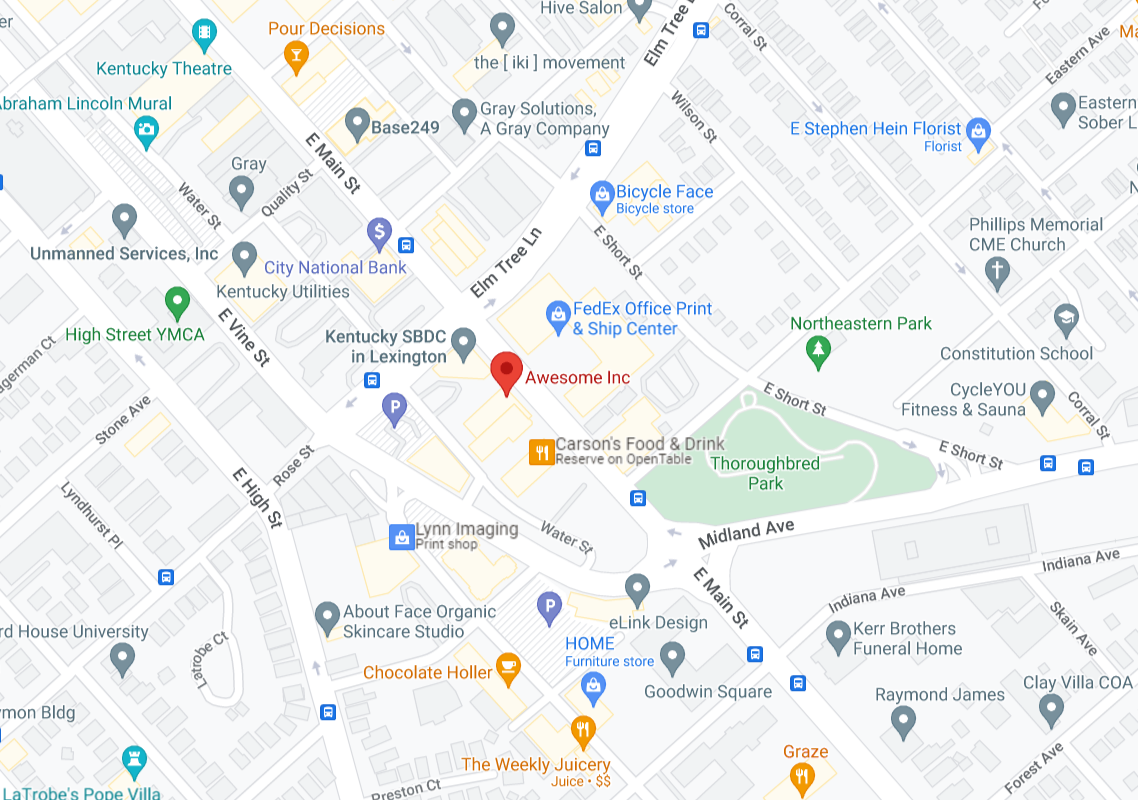 Hive Salon
Elm Tree
Corral St
Pour Decisions
Kentucky Theatre
the [ iki ] movement
Eastern Ave
Abraham Lincoln Mural
Base249
Gray Solutions,
A Gray Company
Wilson St
E Stephen Hein Florist
Florist
Eastern
Sober L
E Main St
Gray
Quality St
Water St
Bicycle Face
Bicycle store
Phillips Memorial
CME Church
Unmanned Services, Inc
City National Bank
Kentucky Utilities
Elm Tree Ln
E Short St
High Street YMCA
E Vine St
Kentucky SBDC
in Lexington
FedEx Office Print
& Ship Center
Northeastern Park
Constitution School
Awesome Inc
E Short St
CycleYOU
Fitness & Sauna
Corral St
Stone Ave
Rose St
Carson's Food & Drink
Reserve on OpenTable
Thoroughbred
Park
E Short St
E High St
Lyndhurst Pl
Lynn Imaging
Print shop
Water St
Midland Ave
Indiana Ave
E Main St
Indiana Ave
About Face Organic
Skincare Studio
eLink Design
Skain Ave
Kerr Brothers
Funeral Home
rd House University
Latrobe Ct
HOME
Furniture store
Chocolate Holler
Goodwin Square
Raymond James
Clay Villa COA
mon Bldg
The Weekly Juicery
Juice • $$
Graze
Forest Ave
Preston Ct
LaTrobe's Pope Villa